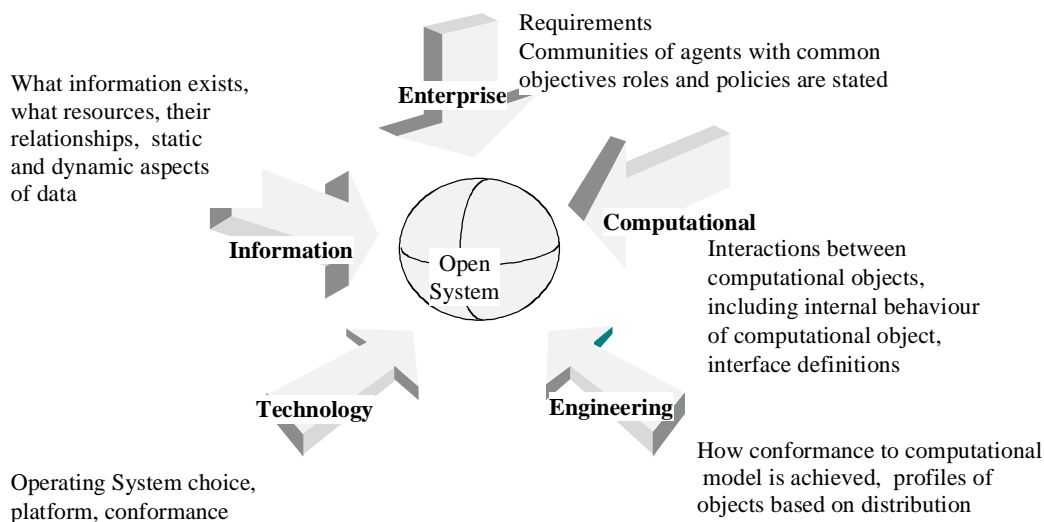 Requirements
Communities of agents with common
objectives roles and policies are stated
Enterprise
What information exists,
what resources, their
relationships, static
and dynamic aspects
of data
Information
Computational
Interactions between
computational objects,
including internal behaviour
of computational object,
interface definitions
Open
System
Technology
Operating System choice,
platform, conformance
Engineering
How conformance to computational
model is achieved, profiles of
objects based on distribution